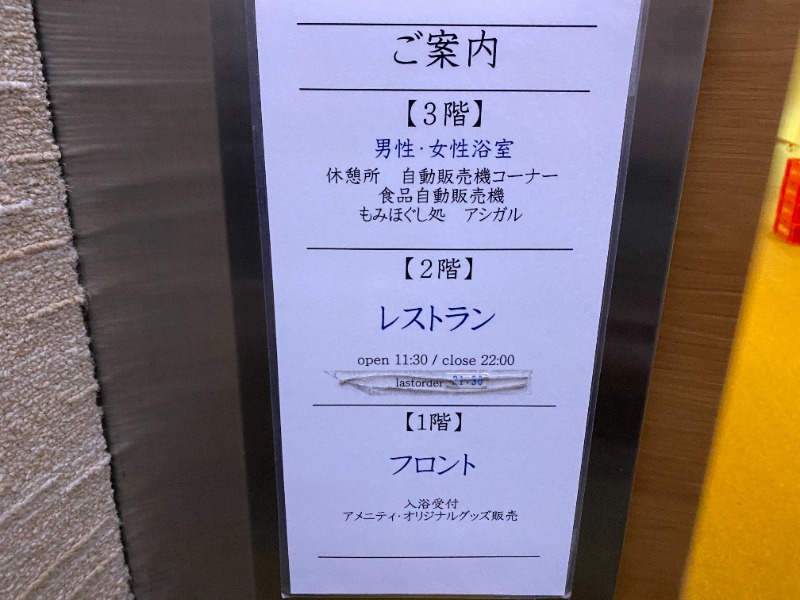 ご案内
【3階】
男性・女性浴室
休憩所　自動販売機コーナー
食品自動販売機
もみほぐし処　アシガル
【2階】
レストラン
open 11:30 / close 22:00
lastorder 21:30
【1階】
フロント
入浴受付
アメニティ・オリジナルグッズ販売